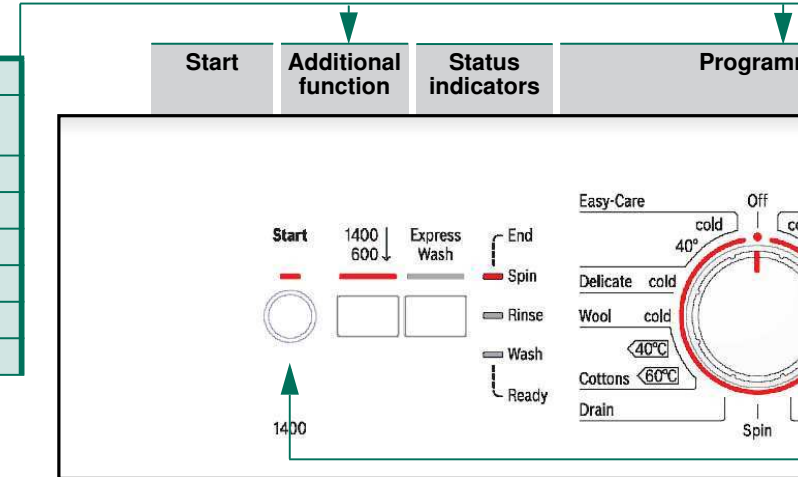 Start
Additional
function
Status
indicators
Start
1400
600
Express
Wash
End
Spin
Rinse
Wash
Ready
1400
Easy-Care
Off
cold
40°
Delicate cold
Wool cold
40°C
Cottons 60°C
Drain
Spin